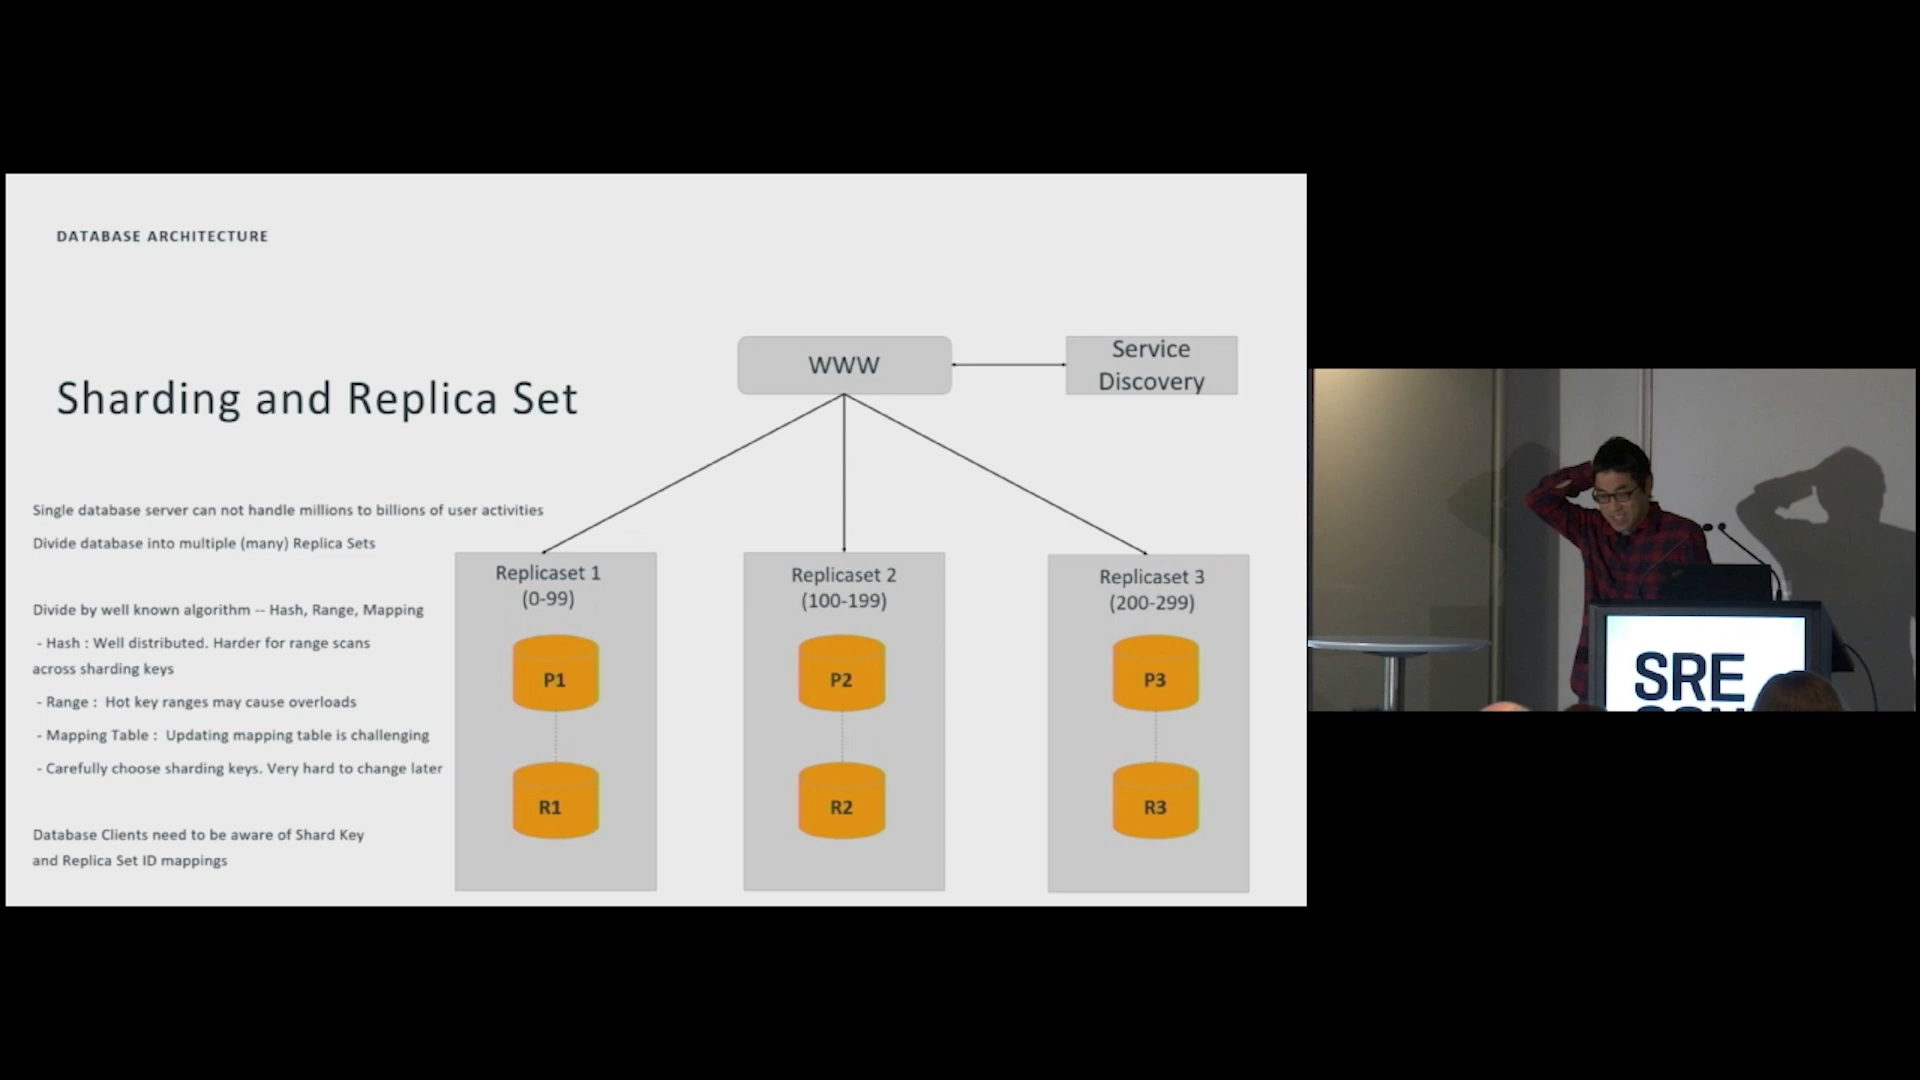 DATABASE ARCHITECTURE
Sharding and Replica Set
Single database server can not handle millions to billions of user activities
Divide database into multiple (many) Replica Sets
Divide by well known algorithm -- Hash, Range, Mapping
- Hash : Well distributed. Harder for range scans
across sharding keys
- Range : Hot key ranges may cause overloads
- Mapping Table : Updating mapping table is challenging
- Carefully choose sharding keys. Very hard to change later
Database Clients need to be aware of Shard Key
and Replica Set ID mappings
WWW
Service
Discovery
Replicaset 1
(0-99)
P1
R1
Replicaset 2
(100-199)
P2
R2
Replicaset 3
(200-299)
P3
R3
SRE